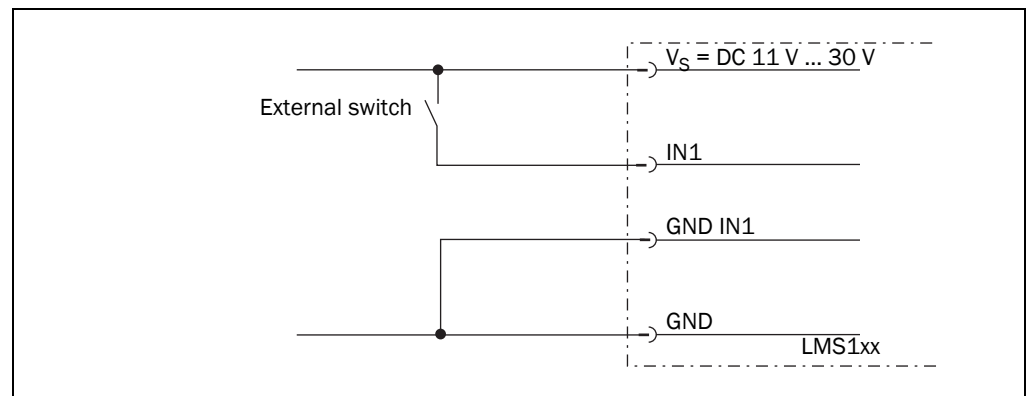 V_S = DC 11 V ... 30 V
External switch
IN1
GND IN1
GND
LMS1xx